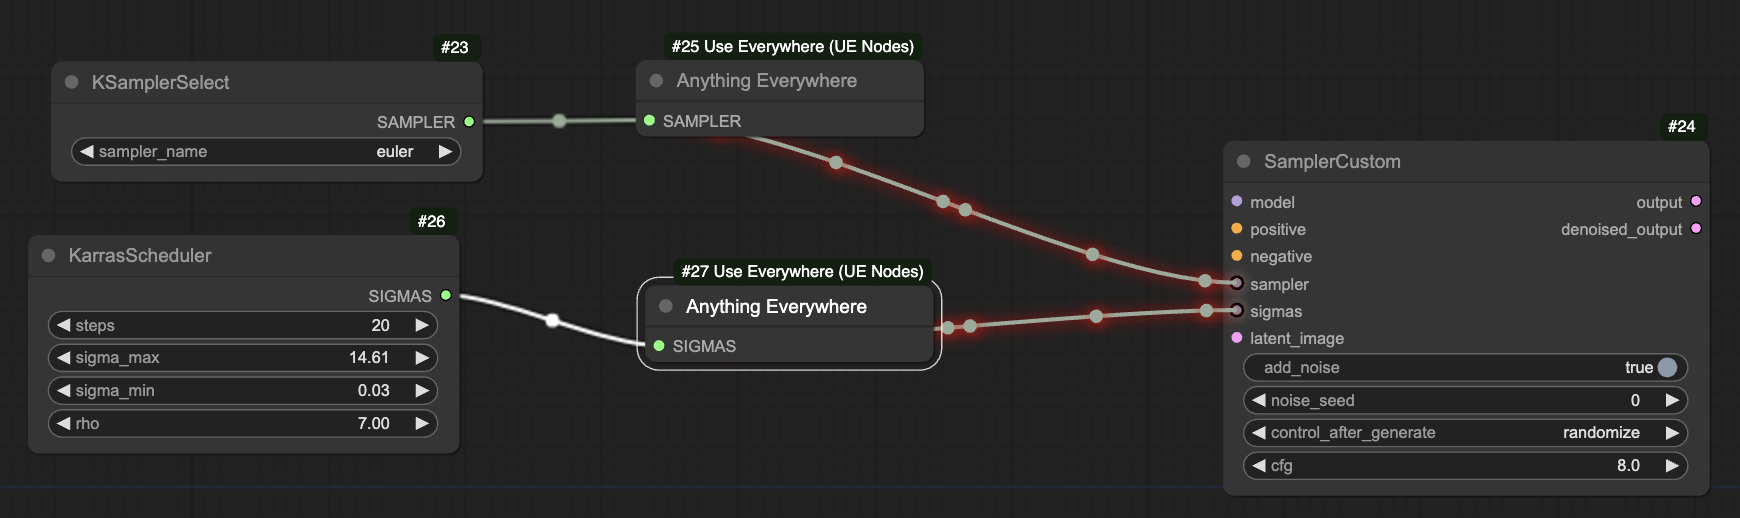 #23
KSamplerSelect
SAMPLER
sampler_name euler
#25 Use Everywhere (UE Nodes)
Anything Everywhere
SAMPLER
#26
KarrasScheduler
SIGMAS
steps 20
sigma_max 14.61
sigma_min 0.03
rho 7.00
#27 Use Everywhere (UE Nodes)
Anything Everywhere
SIGMAS
#24
SamplerCustom
model output
positive denoised_output
negative
sampler
sigmas
latent_image
add_noise true
noise_seed 0
control_after_generate randomize
cfg 8.0